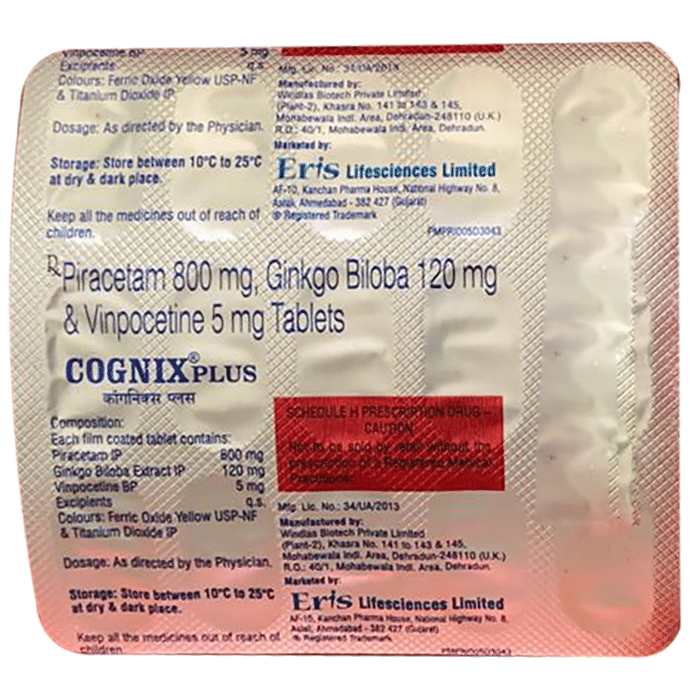 Vinpocetine BP 5 mg
Excipients q.s.
Colours: Ferric Oxide Yellow USP-NF
& Titanium Dioxide IP
Dosage: As directed by the Physician.
Storage: Store between 10°C to 25°C
at dry & dark place.
Keep all the medicines out of reach of
children.
Mfg. Lic. No.: 34/UA/2013
Manufactured by:
Windlas Biotech Private Limited
(Plant-2), Khasra No. 141 to 143 & 145,
Mohabewala Indl. Area, Dehradun-248110 (U.K.)
R.O.: 40/1, Mohabewala Indl. Area, Dehradun.
Marketed by:
Eris Lifesciences Limited
AF-10, Kanchan Pharma House, National Highway No. 8,
Aslali, Ahmedabad - 382 427 (Gujarat)
® Registered Trademark
PMPRI005D3043
℞ Piracetam 800 mg, Ginkgo Biloba 120 mg
& Vinpocetine 5 mg Tablets
COGNIX® PLUS
कॉगनिक्स प्लस
Composition:
Each film coated tablet contains:
Piracetam IP 800 mg
Ginkgo Biloba Extract IP 120 mg
Vinpocetine BP 5 mg
Excipients q.s.
Colours: Ferric Oxide Yellow USP-NF
& Titanium Dioxide IP
Dosage: As directed by the Physician.
Storage: Store between 10°C to 25°C
at dry & dark place.
Keep all the medicines out of reach of
children.
SCHEDULE H PRESCRIPTION DRUG –
CAUTION
Not to be sold by retail without the
prescription of a Registered Medical
Practitioner.
Mfg. Lic. No.: 34/UA/2013
Manufactured by:
Windlas Biotech Private Limited
(Plant-2), Khasra No. 141 to 143 & 145,
Mohabewala Indl. Area, Dehradun-248110 (U.K.)
R.O.: 40/1, Mohabewala Indl. Area, Dehradun.
Marketed by:
Eris Lifesciences Limited
AF-10, Kanchan Pharma House, National Highway No. 8,
Aslali, Ahmedabad - 382 427 (Gujarat)
® Registered Trademark
PMPRI005D3043